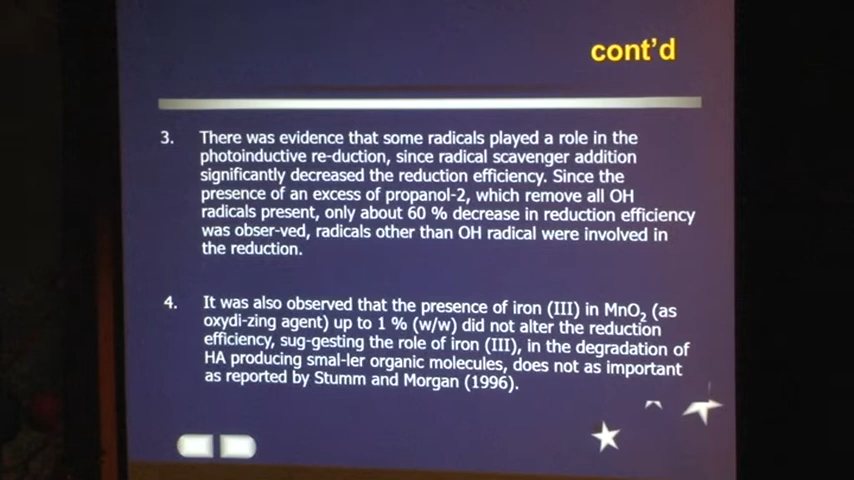 cont'd
3. There was evidence that some radicals played a role in the
photoinductive re-duction, since radical scavenger addition
significantly decreased the reduction efficiency. Since the
presence of an excess of propanol-2, which remove all OH
radicals present, only about 60 % decrease in reduction efficiency
was obser-ved, radicals other than OH radical were involved in
the reduction.
4. It was also observed that the presence of iron (III) in MnO₂ (as
oxydi-zing agent) up to 1 % (w/w) did not alter the reduction
efficiency, sug-gesting the role of iron (III), in the degradation of
HA producing smal-ler organic molecules, does not as important
as reported by Stumm and Morgan (1996).